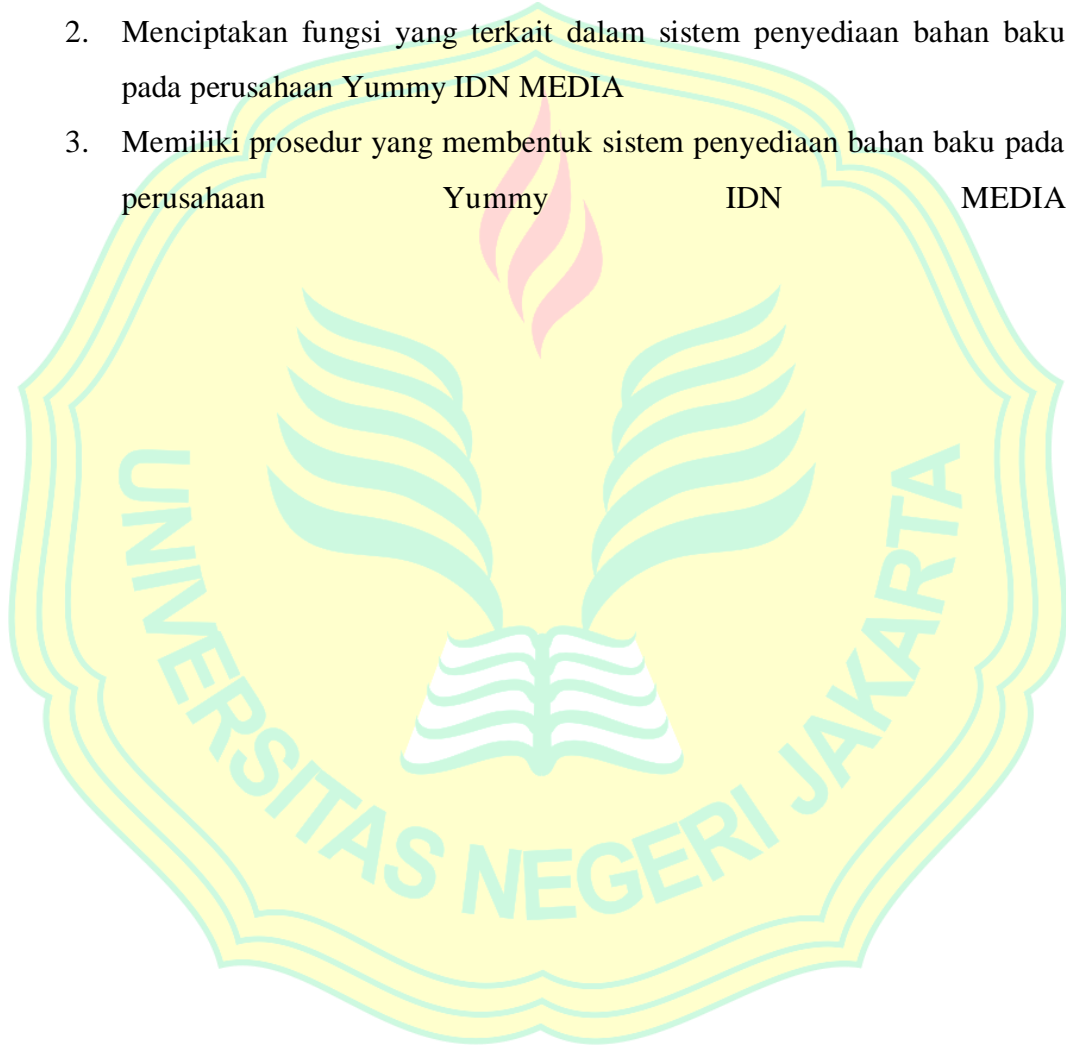 2. Menciptakan fungsi yang terkait dalam sistem penyediaan bahan baku
pada perusahaan Yummy IDN MEDIA
3. Memiliki prosedur yang membentuk sistem penyediaan bahan baku pada
perusahaan Yummy IDN MEDIA
UNIVERSITAS NEGERI JAKARTA